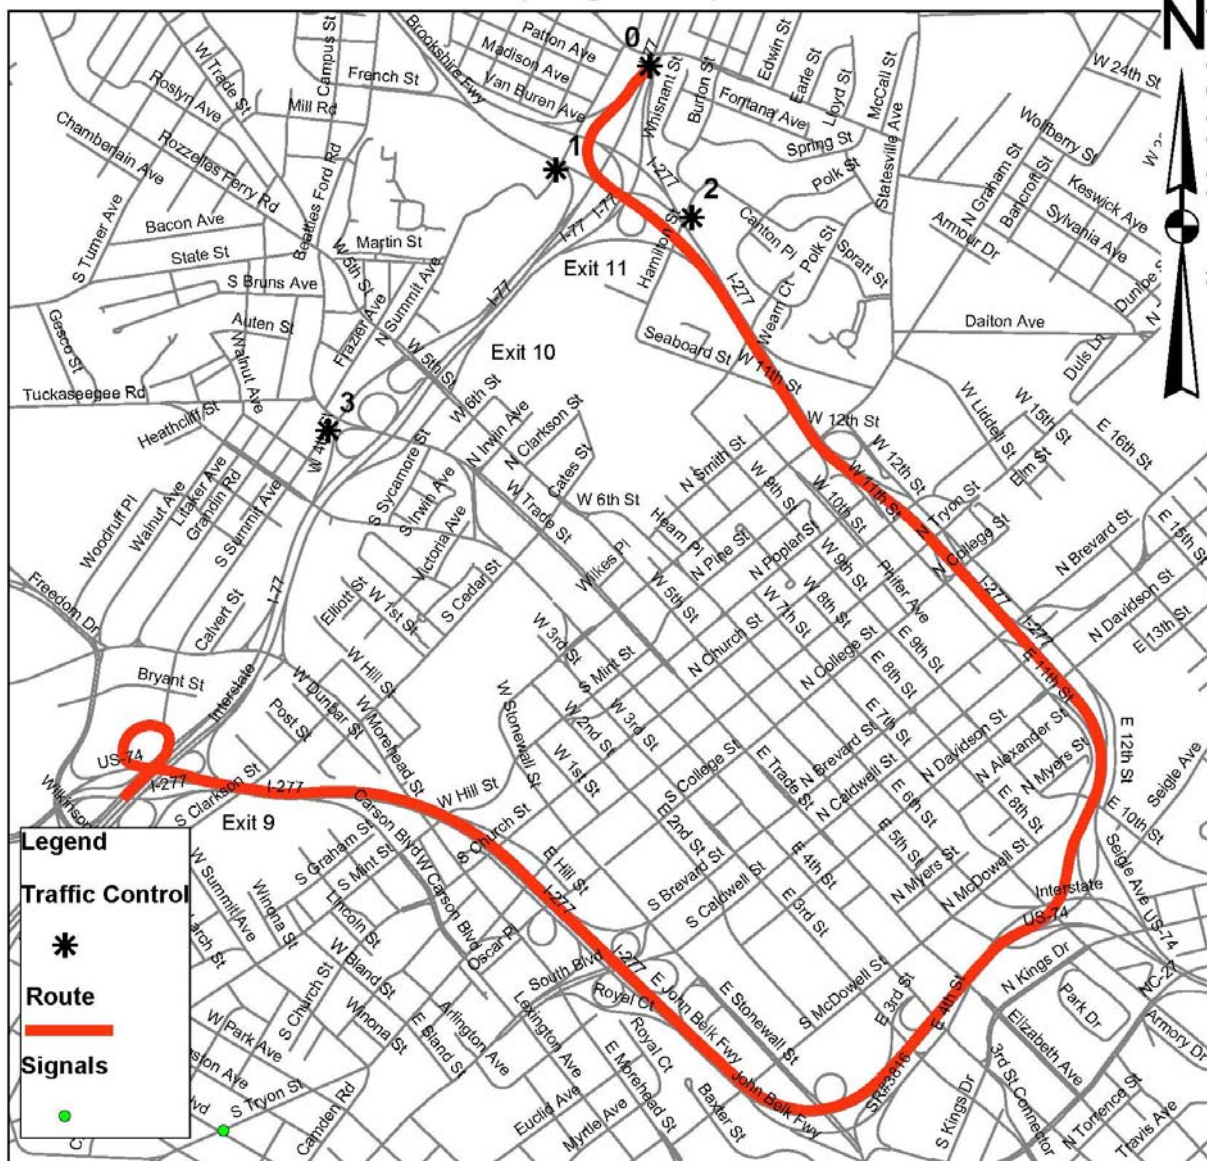 0
N
Patton Ave
Madison Ave
Van Buren Ave
Brookshire Fwy
W Trade St
Campus St
French St
Rostyn Ave
Mill Rd
Chamberlain Ave
Rozzelles Ferry Rd
Beatties Ford Rd
S Turner Ave
Bacon Ave
State St
S Bruns Ave
Martin St
W 5th St
N Summit Ave
Frazier Ave
Auten St
Gesco St
Walnut Ave
Tuckaseegee Rd
Heathcliff St
1
2
3
Whisnant St
Burton St
Edwin St
Earle St
Lloyd St
McCall St
Statesville Ave
Fontana Ave
Spring St
Polk St
I-277
W 24th St
Wolfberry St
N Graham St
Bancroft St
Keswick Ave
Sylvania Ave
Armour Dr
I-77
I-77
I-77
Exit 11
Hamilton St
Canton Pl
Polk St
Spratt St
I-277
Wearn Ct
Seaboard St
Dalton Ave
Duls Ln
Exit 10
W 5th St
W 6th St
W 11th St
W 12th St
W 12th St
W Liddell St
W 15th St
E 16th St
Elm St
N Irwin Ave
N Clarkson St
Cates St
W 6th St
W Trade St
N Smith St
W 9th St
W 10th St
W 11th St
N Tryon St
N College St
N Brevard St
E 15th St
S Sycamore St
S Irwin Ave
Victoria Ave
Hearn Pl
N Pine St
N Poplar St
W 9th St
Phifer Ave
Wilkes Pl
W 5th St
W 8th St
W 7th St
I-277
I-277
N Davidson St
E 13th St
Woodruff Pl
Walnut Ave
Litaker Ave
Grandin Rd
S Summit Ave
Freedom Dr
Calvert St
I-77
Elliott St
W 1st St
S Cedar St
W Hill St
W 3rd St
S Mint St
N Church St
N College St
E 9th St
E 8th St
E 7th St
E 11th St
E 12th St
Bryant St
Interstate
Post St
W Dunbar St
W Morehead St
W Stonewall St
W 2nd St
W 3rd St
W 1st St
S College St
E Trade St
N Brevard St
N Caldwell St
N Davidson St
N Alexander St
N Myers St
Seigle Ave
US-74
I-277
S Clarkson St
I-277
Exit 9
Carson Blvd
W Hill St
S Church St
E Hill St
E 2nd St
S Brevard St
S Caldwell St
E 4th St
E 3rd St
E 6th St
E 5th St
E 8th St
N Myers St
N McDowell St
E 10th St
Seigle Ave
Interstate
US-74
US-74
Legend
Traffic Control
Route
Signals
W Summit Ave
Winona St
S Graham St
S Mint St
Lincoln St
W Carson Blvd
W Bland St
S Church St
Winona St
W Park Ave
S Tryon St
Camden Rd
E Bland St
Arlington Ave
Lexington Ave
Euclid Ave
Myrtle Ave
E Morehead St
I-277
I-277
South Blvd
Royal Ct
Royal Ct
E John Belk Fwy
E Stonewall St
S McDowell St
E 3rd St
E 4th St
John Belk Fwy
Baxter St
SR#3816
S Kings Dr
N Kings Dr
3rd St Connector
Elizabeth Ave
Park Dr
NC-27
Armory Dr
N Torrence St
Travis Ave